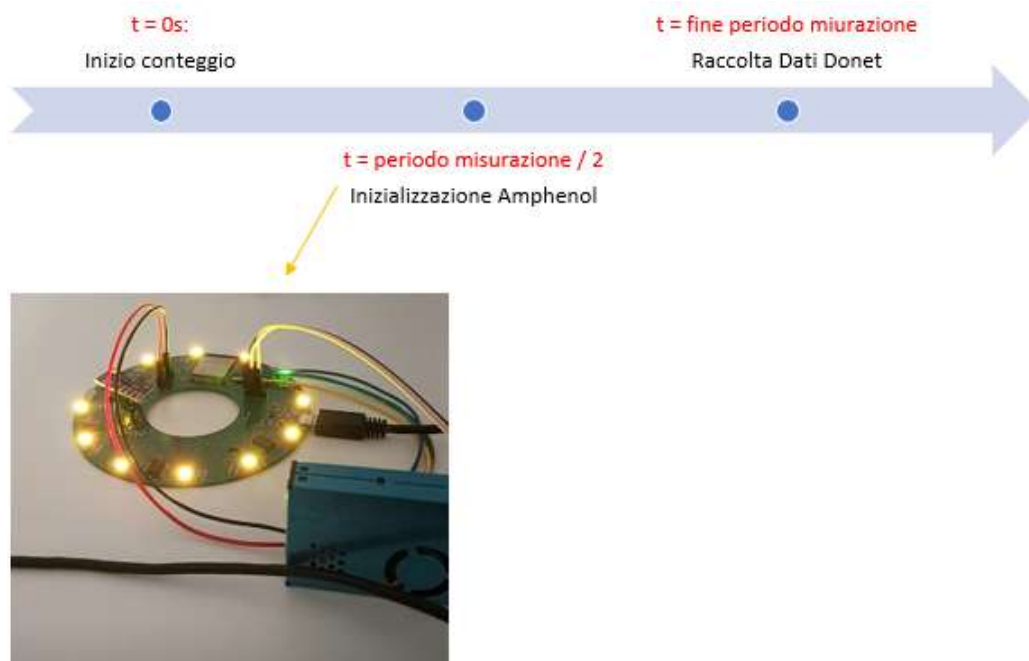 t = 0s:
Inizio conteggio
t = fine periodo miurazione
Raccolta Dati Donet
t = periodo misurazione / 2
Inizializzazione Amphenol